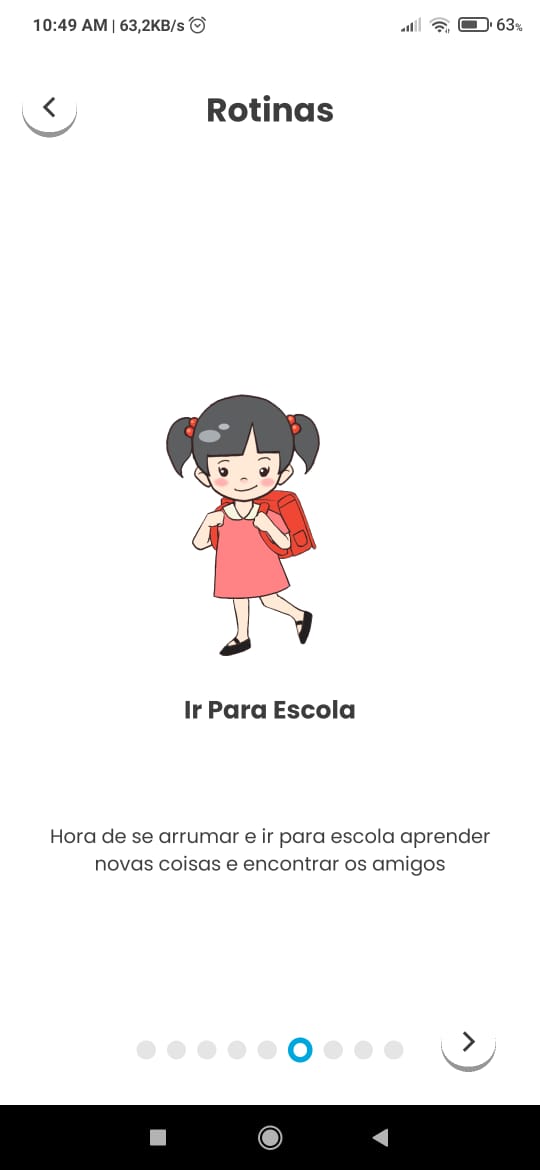 10:49 AM | 63,2KB/s
63%
Rotinas
Ir Para Escola
Hora de se arrumar e ir para escola aprender
novas coisas e encontrar os amigos